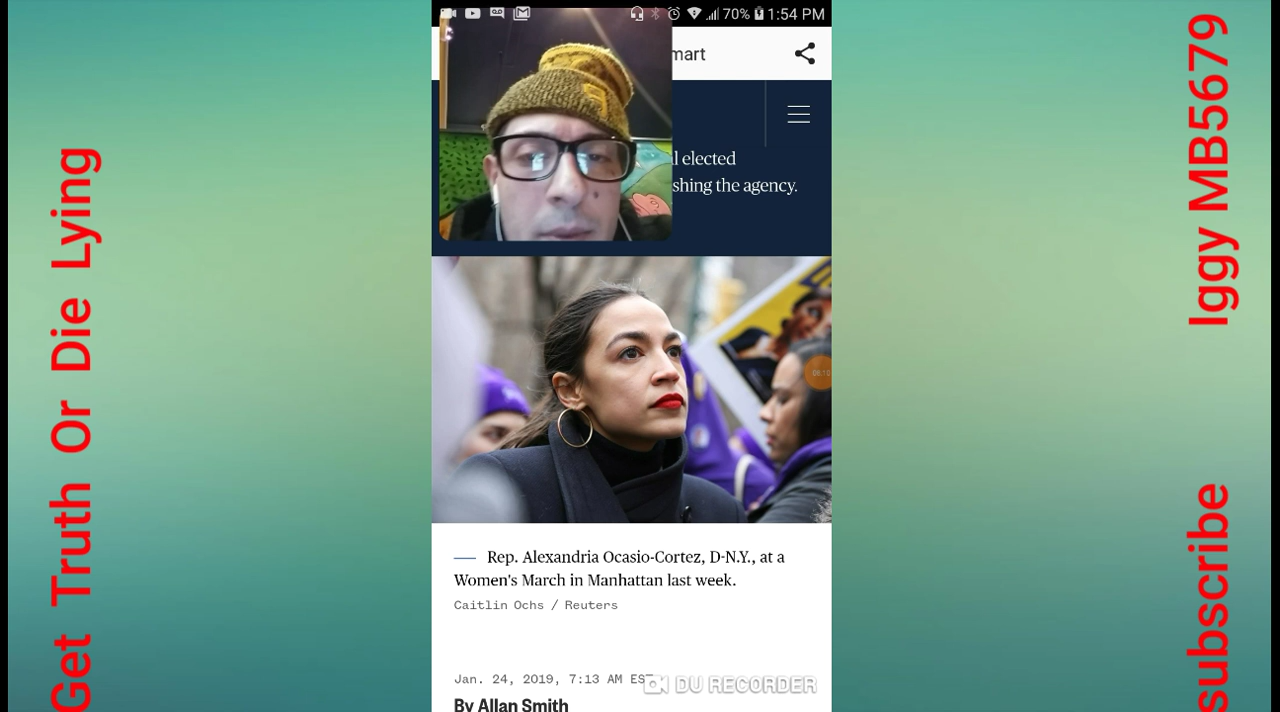 Get Truth Or Die Lying
70% 1:54 PM
mart
l elected
shing the agency.
00:10
Rep. Alexandria Ocasio-Cortez, D-N.Y., at a
Women's March in Manhattan last week.
Caitlin Ochs / Reuters
Jan. 24, 2019, 7:13 AM EST
DU RECORDER
By Allan Smith
subscribe Iggy MB5679